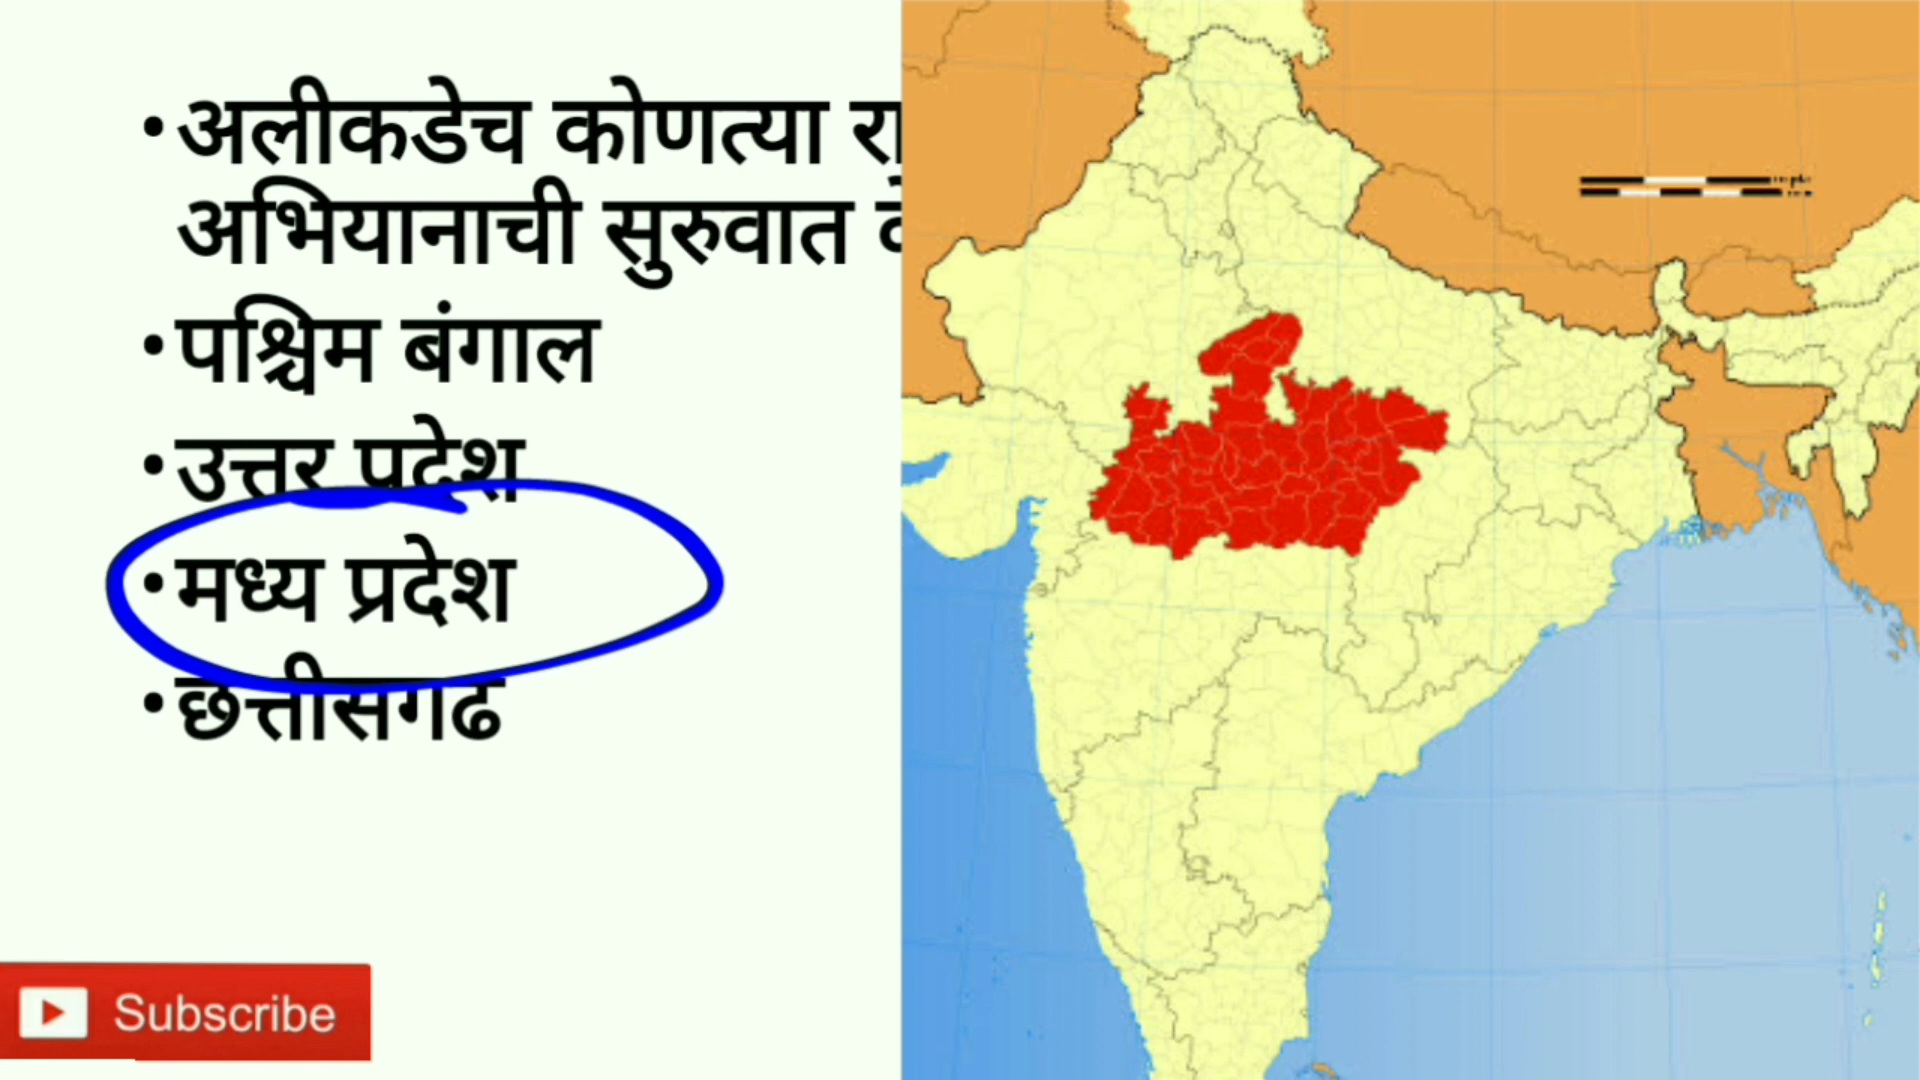 • अलीकडेच कोणत्या
अभियानाची सुरुवात
• पश्चिम बंगाल
• उत्तर प्रदेश
• मध्य प्रदेश
• छत्तीसगढ
Subscribe